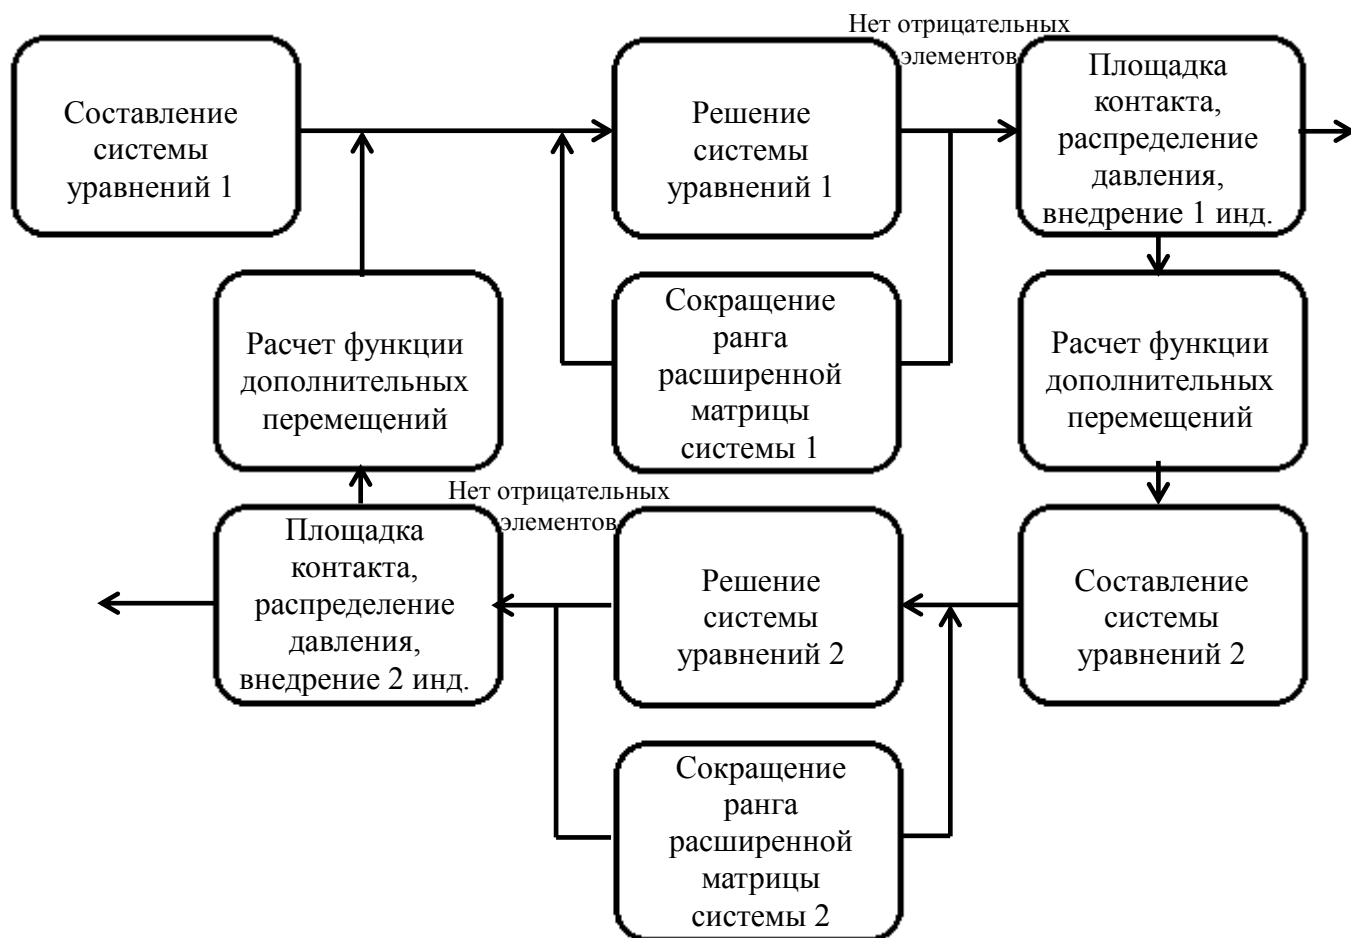 Нет отрицательных
элементов
Составление
системы
уравнений 1
Решение
системы
уравнений 1
Площадка
контакта,
распределение
давления,
внедрение 1 инд.
Расчет функции
дополнительных
перемещений
Сокращение
ранга
расширенной
матрицы
системы 1
Расчет функции
дополнительных
перемещений
Нет отрицательных
элементов
Площадка
контакта,
распределение
давления,
внедрение 2 инд.
Решение
системы
уравнений 2
Составление
системы
уравнений 2
Сокращение
ранга
расширенной
матрицы
системы 2